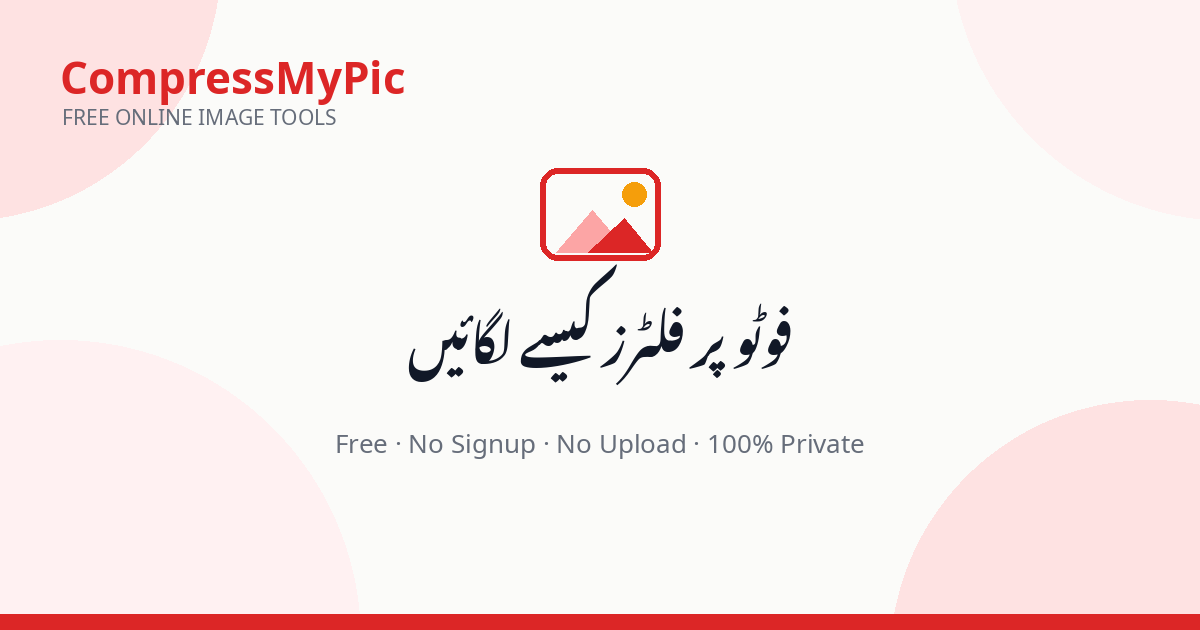 CompressMyPic
FREE ONLINE IMAGE TOOLS
فوٹو پر فلٹرز کیسے لگائیں
Free · No Signup · No Upload · 100% Private